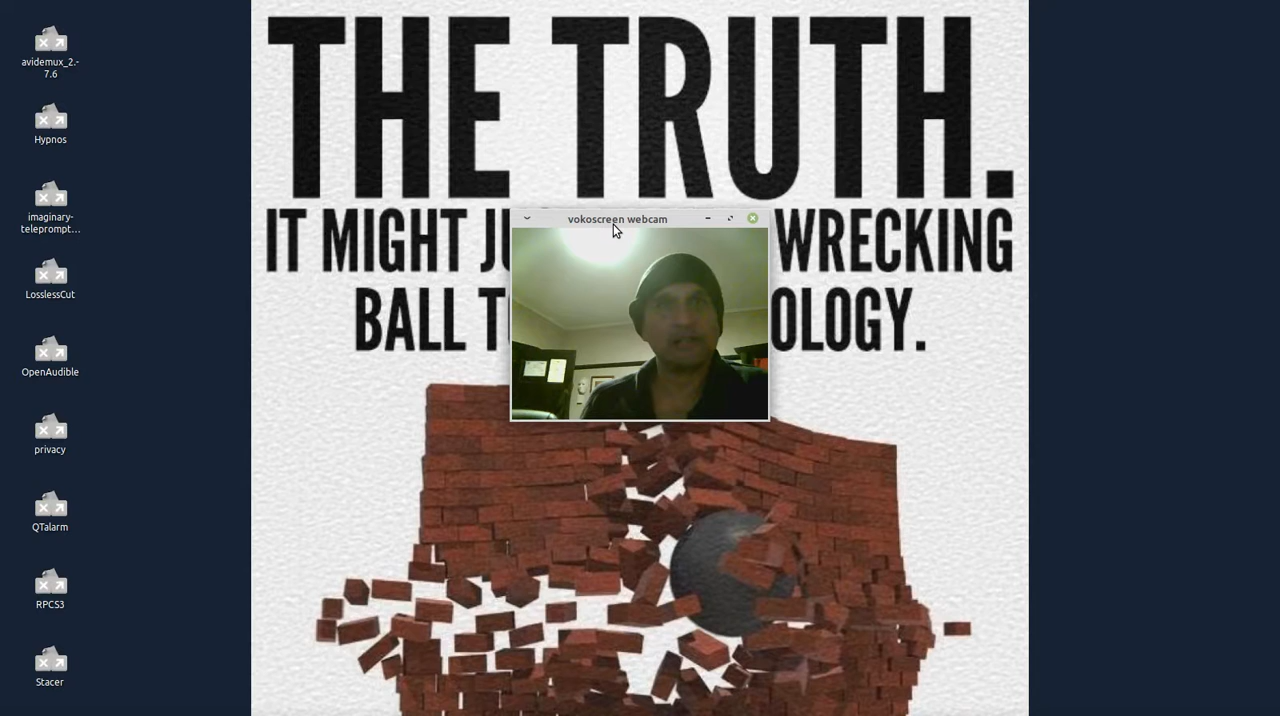 THE TRUTH.
IT MIGHT JU WRECKING
BALL T OLOGY.
vokoscreen webcam
avidemux_2.-
7.6
Hypnos
imaginary-
teleprompt...
LosslessCut
OpenAudible
privacy
QTalarm
RPCS3
Stacer